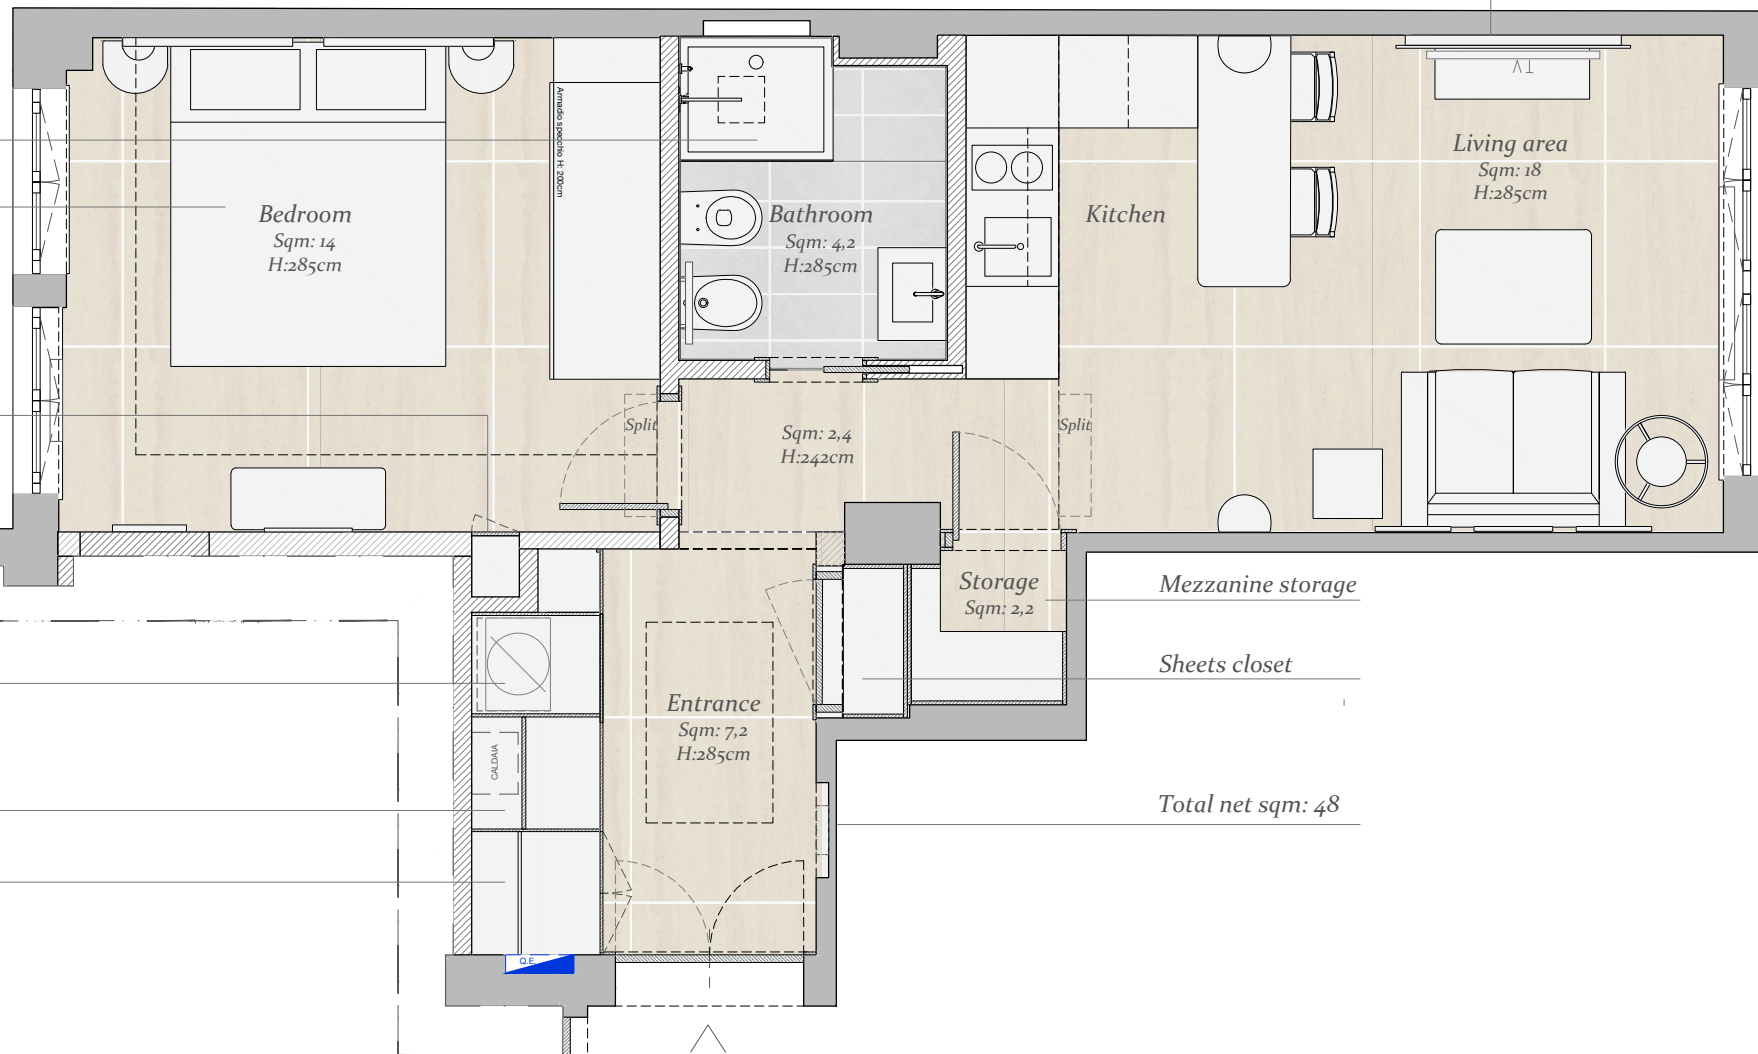 TV
Armadio specchio H: 200cm
Living area
Sqm: 18
H:285cm
Bedroom
Sqm: 14
H:285cm
Bathroom
Sqm: 4,2
H:285cm
Kitchen
Split
Sqm: 2,4
H:242cm
Split
Storage
Sqm: 2,2
Mezzanine storage
Sheets closet
Entrance
Sqm: 7,2
H:285cm
CALDAIA
Total net sqm: 48
Q.E.